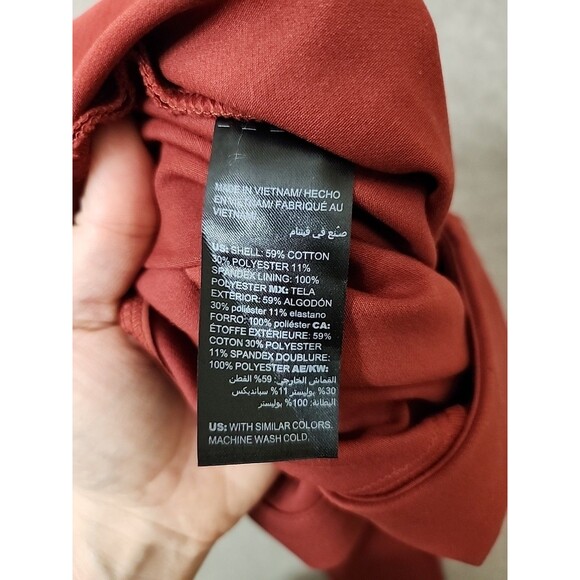 MADE IN VIETNAM/ HECHO
EN VIETNAM/ FABRIQUÉ AU
VIETNAM
صنع في فيتنام
US: SHELL: 59% COTTON
30% POLYESTER 11%
SPANDEX LINING: 100%
POLYESTER MX: TELA
EXTERIOR: 59% ALGODÓN
30% poliéster 11% elastano
FORRO: 100% poliéster CA:
ÉTOFFE EXTÉRIEURE: 59%
COTON 30% POLYESTER
11% SPANDEX DOUBLURE:
100% POLYESTER AE/KW:
القماش الخارجي: 59% القطن
30% بوليستر 11% سباندكس
البطانة: 100% بوليستر
US: WITH SIMILAR COLORS.
MACHINE WASH COLD.